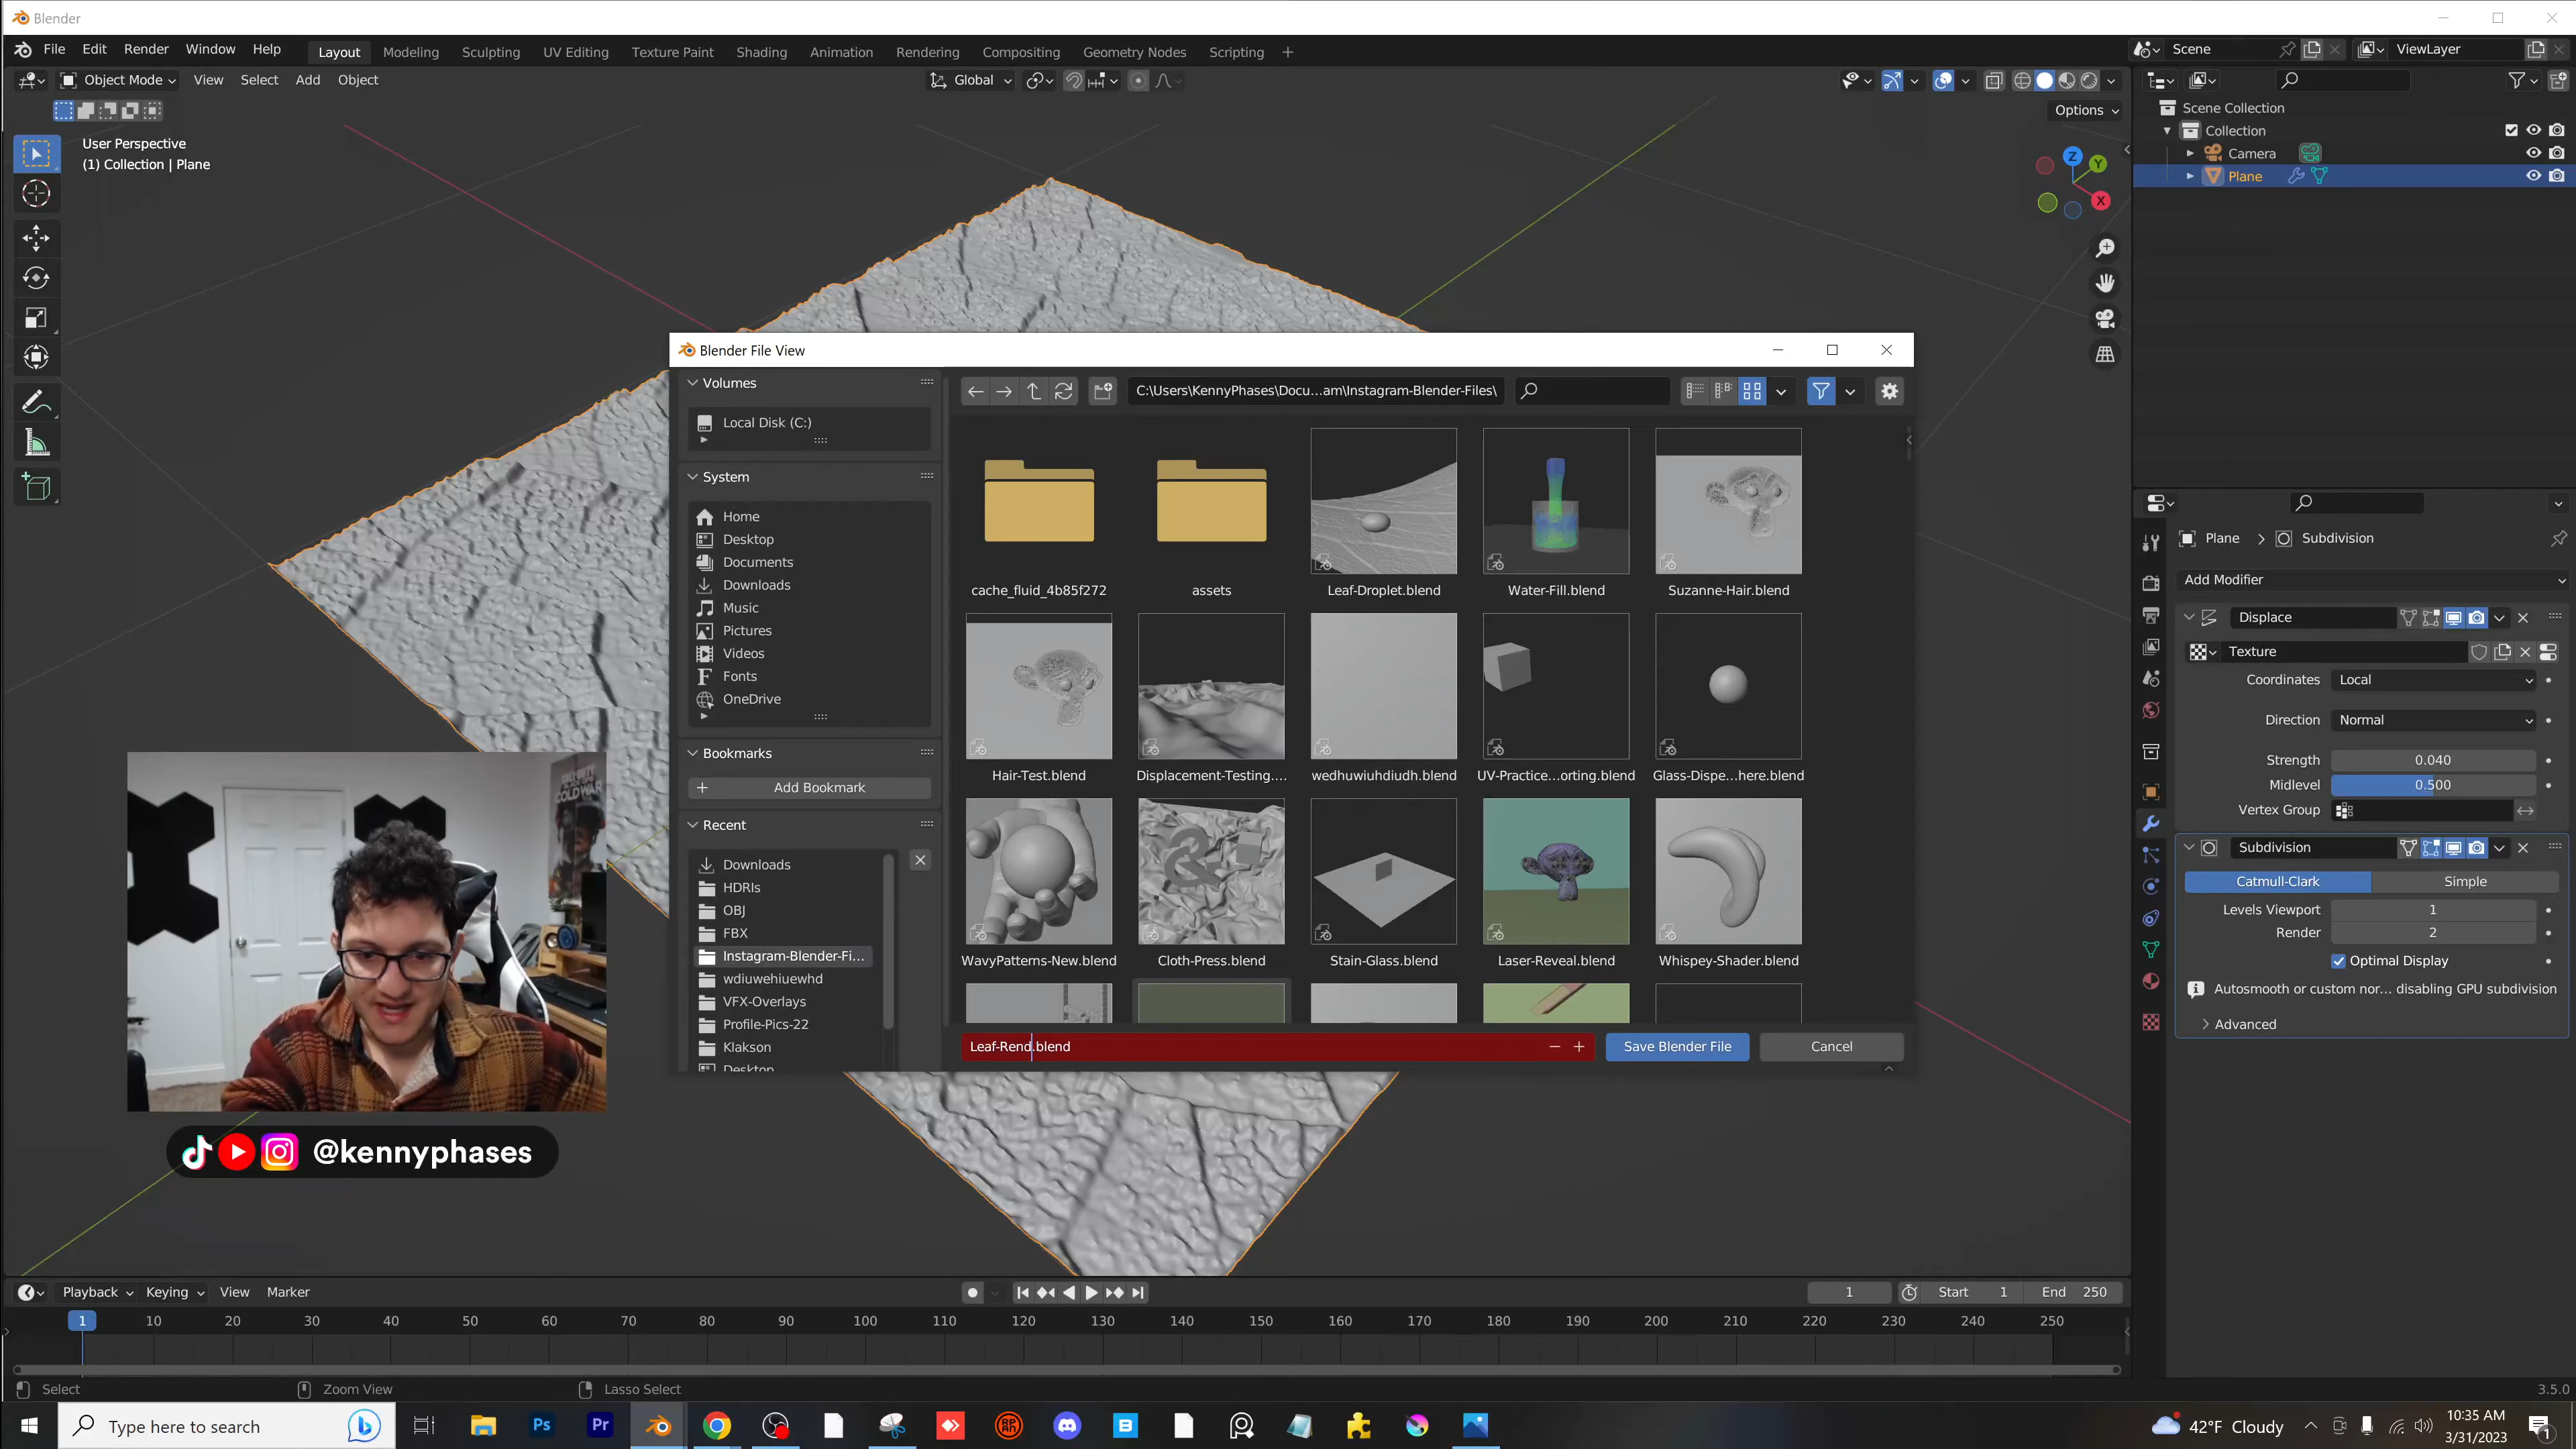 Blender
File Edit Render Window Help
Layout Modeling Sculpting UV Editing Texture Paint Shading Animation Rendering Compositing Geometry Nodes Scripting +
Scene
ViewLayer
Object Mode View Select Add Object
Global
Options
User Perspective
(1) Collection | Plane
Z
Y
X
Scene Collection
Collection
Camera
Plane
Plane > Subdivision
Add Modifier
Displace
Texture
Coordinates Local
Direction Normal
Strength 0.040
Midlevel 0.500
Vertex Group
Subdivision
Catmull-Clark Simple
Levels Viewport 1
Render 2
Optimal Display
Autosmooth or custom nor... disabling GPU subdivision
Advanced
Blender File View
Volumes
Local Disk (C:)
System
Home
Desktop
Documents
Downloads
Music
Pictures
Videos
Fonts
OneDrive
Bookmarks
+ Add Bookmark
Recent
Downloads
HDRIs
OBJ
FBX
Instagram-Blender-Fi...
wdiuwehiuewhd
VFX-Overlays
Profile-Pics-22
Klakson
Desktop
C:\Users\KennyPhases\Docu...am\Instagram-Blender-Files\
cache_fluid_4b85f272 assets Leaf-Droplet.blend Water-Fill.blend Suzanne-Hair.blend
Hair-Test.blend Displacement-Testing.... wedhuwiuhdiudh.blend UV-Practice...orting.blend Glass-Dispe...here.blend
WavyPatterns-New.blend Cloth-Press.blend Stain-Glass.blend Laser-Reveal.blend Whispey-Shader.blend
Leaf-Rend.blend
Save Blender File Cancel
COLD WAR
@kennyphases
Playback Keying View Marker
1 Start 1 End 250
1 10 20 30 40 50 60 70 80 90 100 110 120 130 140 150 160 170 180 190 200 210 220 230 240 250
Select Zoom View Lasso Select
3.5.0
Type here to search
Ps
Pr
42°F Cloudy
10:35 AM
3/31/2023
1